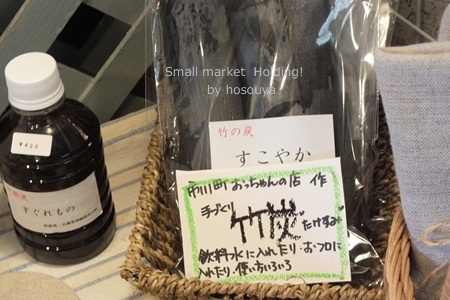 Small market Holding!
by hosouya
竹の炭
すこやか
市川町 おっちゃんの店 作
手づくり 竹炭 たけすみ
飲料水に入れたり・おフロに
入れたり・使い方いろいろ
¥400
すぐれもの